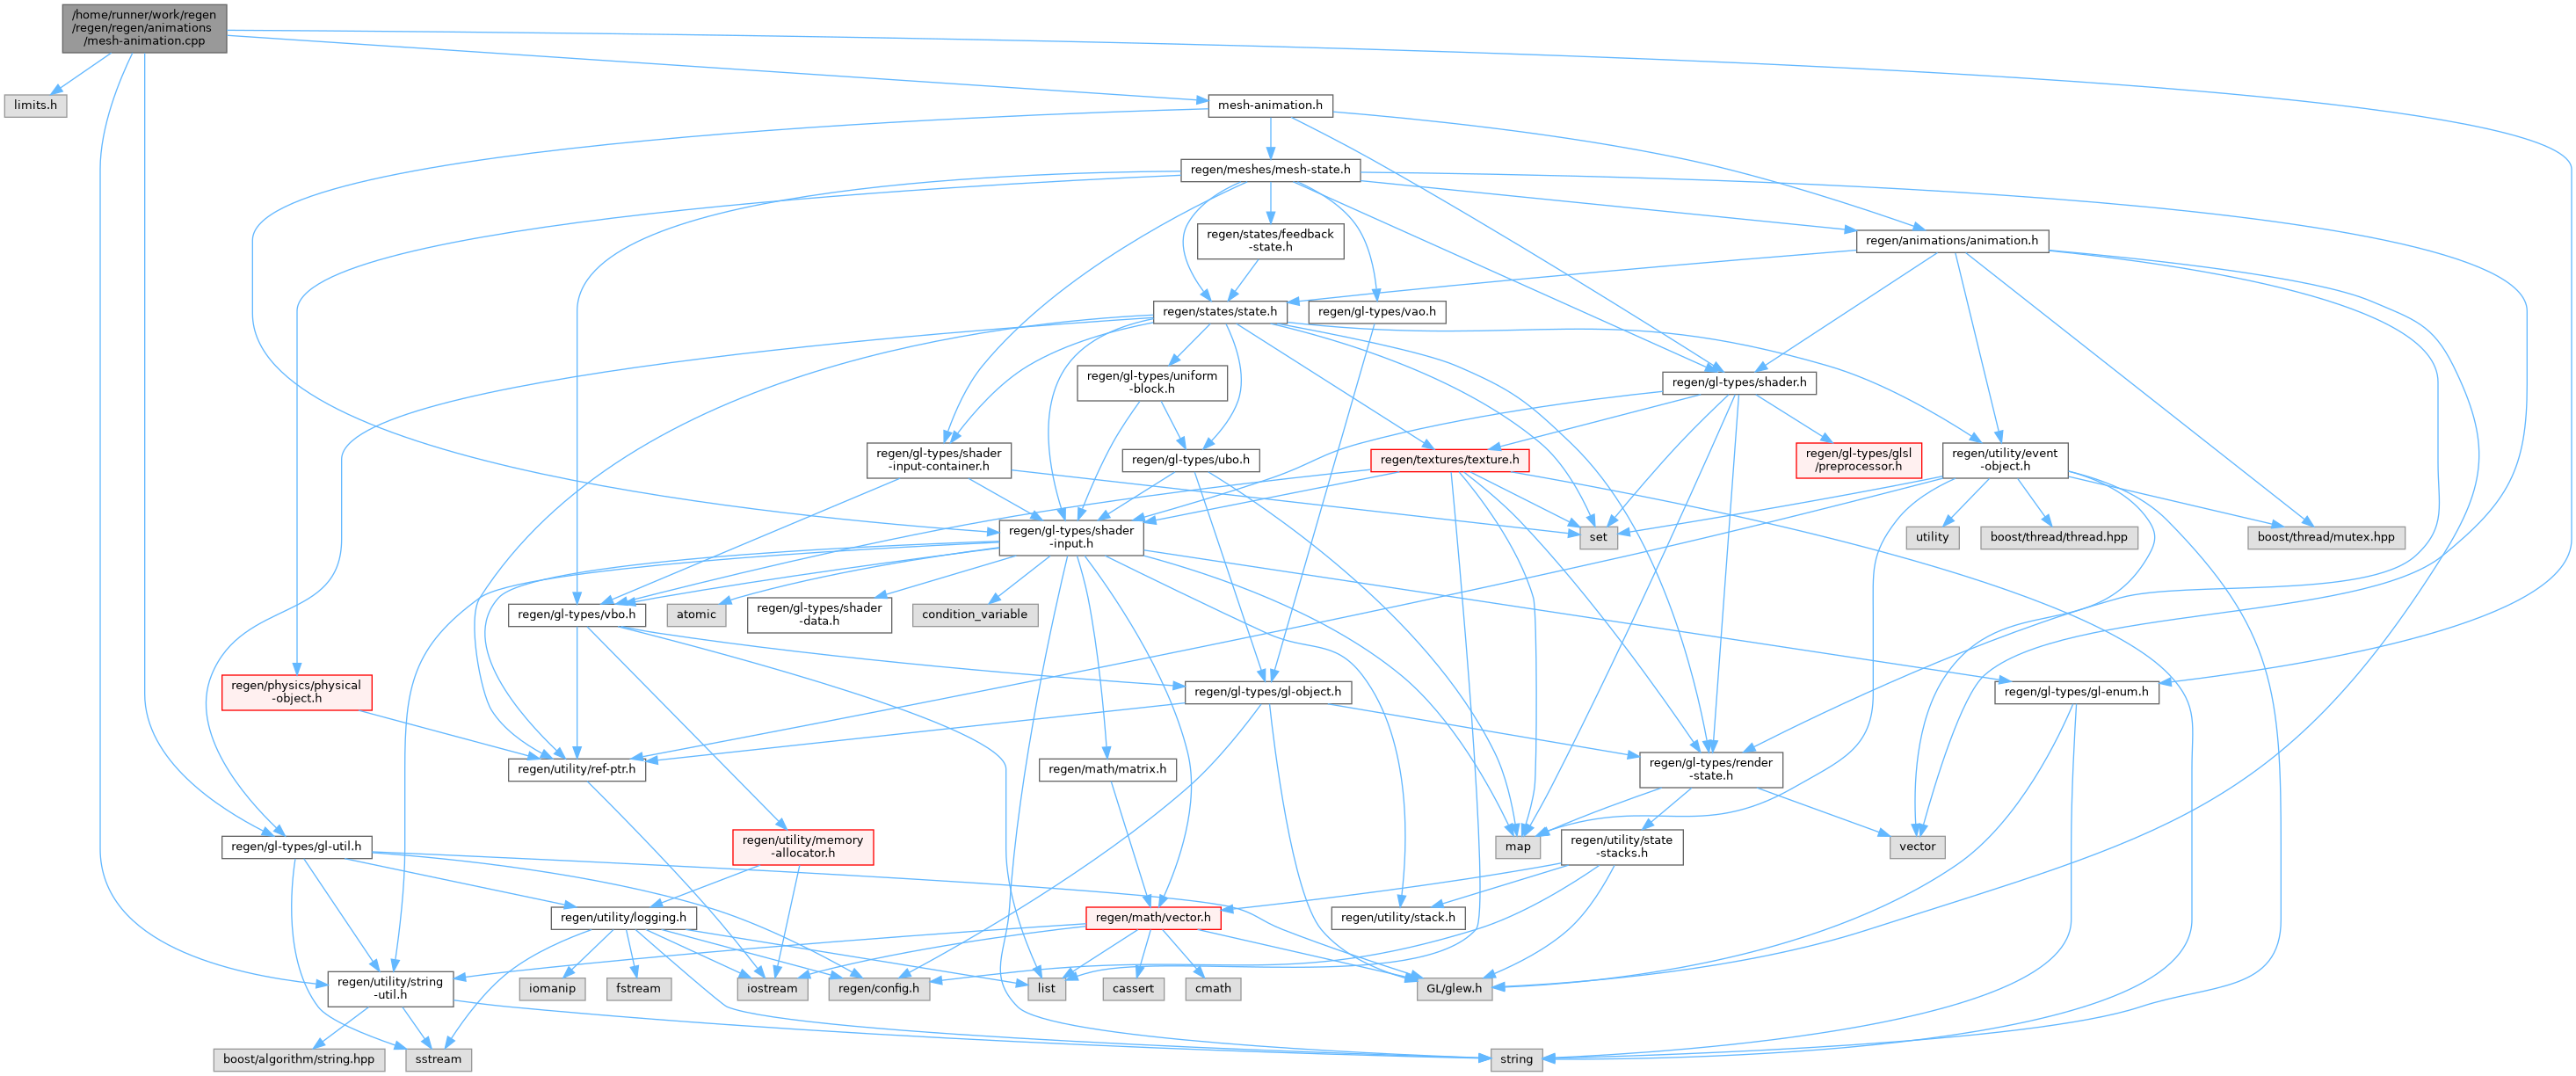 /home/runner/work/regen
/regen/regen/animations
/mesh-animation.cpp
limits.h
mesh-animation.h
regen/meshes/mesh-state.h
regen/states/feedback
-state.h
regen/animations/animation.h
regen/states/state.h
regen/gl-types/vao.h
regen/gl-types/uniform
-block.h
regen/gl-types/shader.h
regen/gl-types/shader
-input-container.h
regen/gl-types/ubo.h
regen/textures/texture.h
regen/gl-types/glsl
/preprocessor.h
regen/utility/event
-object.h
regen/gl-types/shader
-input.h
set
utility
boost/thread/thread.hpp
boost/thread/mutex.hpp
regen/gl-types/vbo.h
atomic
regen/gl-types/shader
-data.h
condition_variable
regen/physics/physical
-object.h
regen/gl-types/gl-object.h
regen/gl-types/gl-enum.h
regen/utility/ref-ptr.h
regen/math/matrix.h
regen/gl-types/render
-state.h
regen/gl-types/gl-util.h
regen/utility/memory
-allocator.h
map
regen/utility/state
-stacks.h
vector
regen/utility/logging.h
regen/math/vector.h
regen/utility/stack.h
regen/utility/string
-util.h
iomanip
fstream
iostream
regen/config.h
list
cassert
cmath
GL/glew.h
boost/algorithm/string.hpp
sstream
string